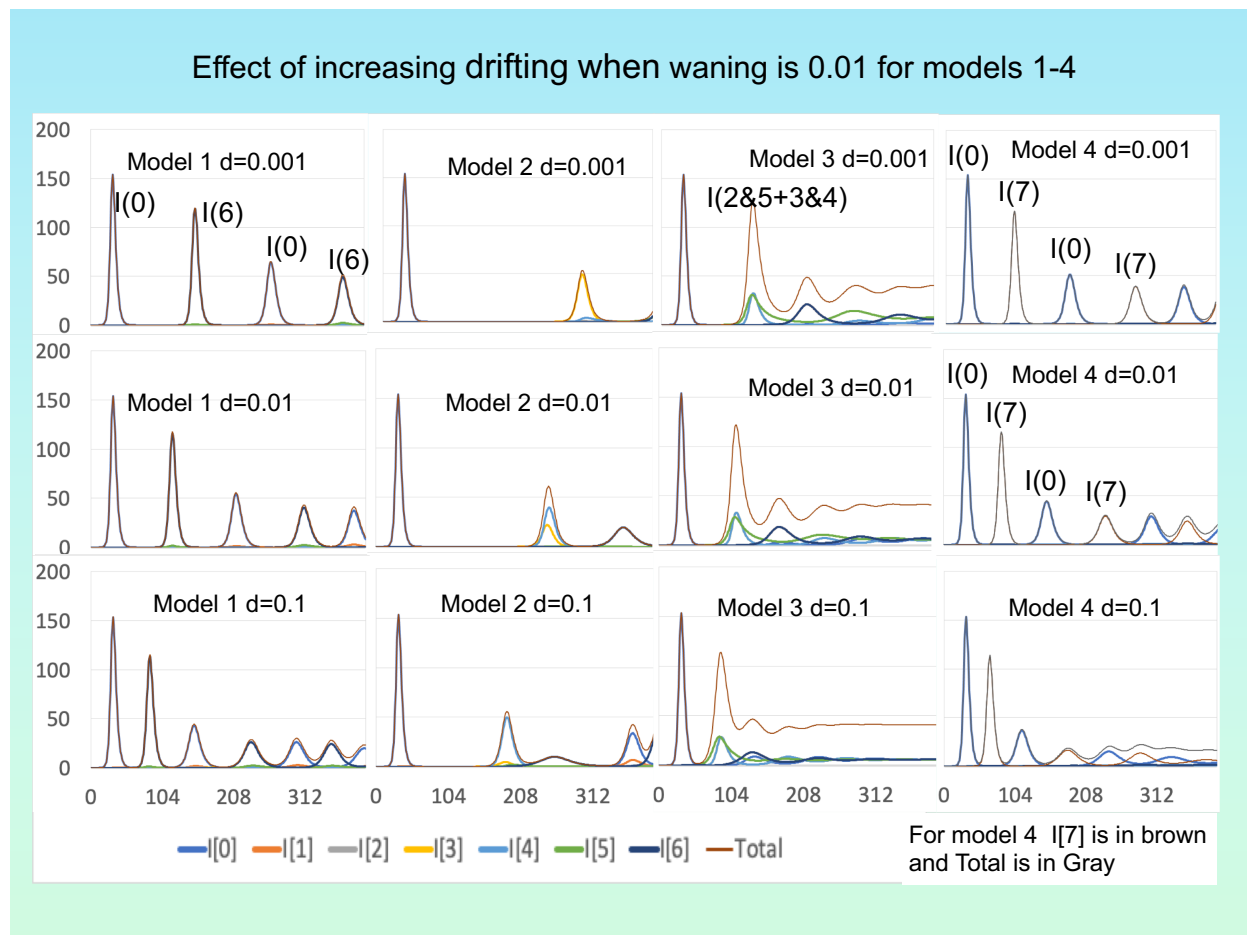 Effect of increasing drifting when waning is 0.01 for models 1-4
200
150
100
50
0
Model 1 d=0.001
I(0)
I(6)
I(0)
I(6)
Model 2 d=0.001
Model 3 d=0.001
I(2&5+3&4)
I(0)
Model 4 d=0.001
I(7)
I(0)
I(7)
200
150
100
50
0
Model 1 d=0.01
Model 2 d=0.01
Model 3 d=0.01
I(0)
Model 4 d=0.01
I(7)
I(0)
I(7)
200
150
100
50
0
Model 1 d=0.1
Model 2 d=0.1
Model 3 d=0.1
Model 4 d=0.1
0 104 208 312
0 104 208 312
0 104 208 312
0 104 208 312
I[0] I[1] I[2] I[3] I[4] I[5] I[6] Total
For model 4 I[7] is in brown
and Total is in Gray